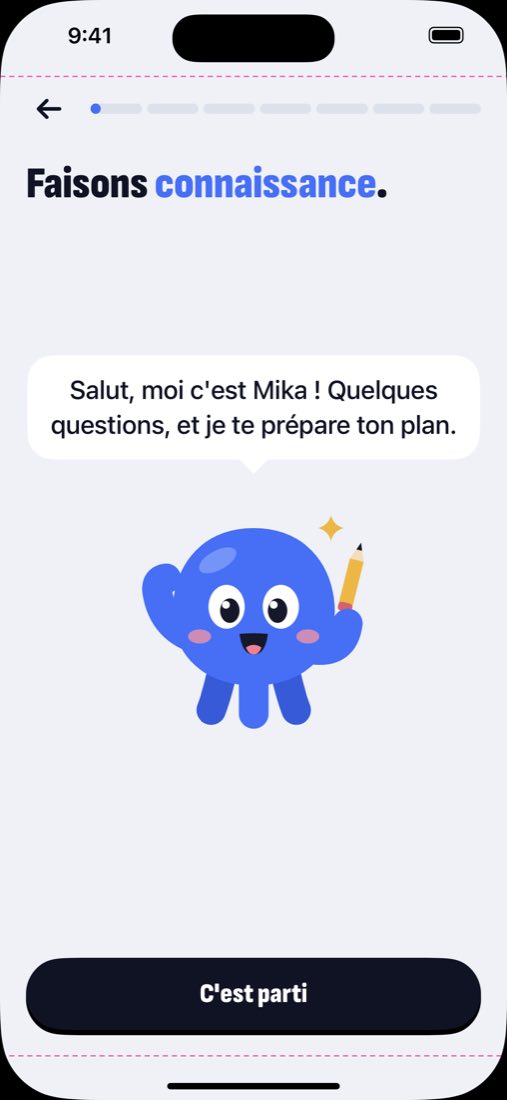 9:41
Faisons connaissance.
Salut, moi c'est Mika ! Quelques
questions, et je te prépare ton plan.
C'est parti